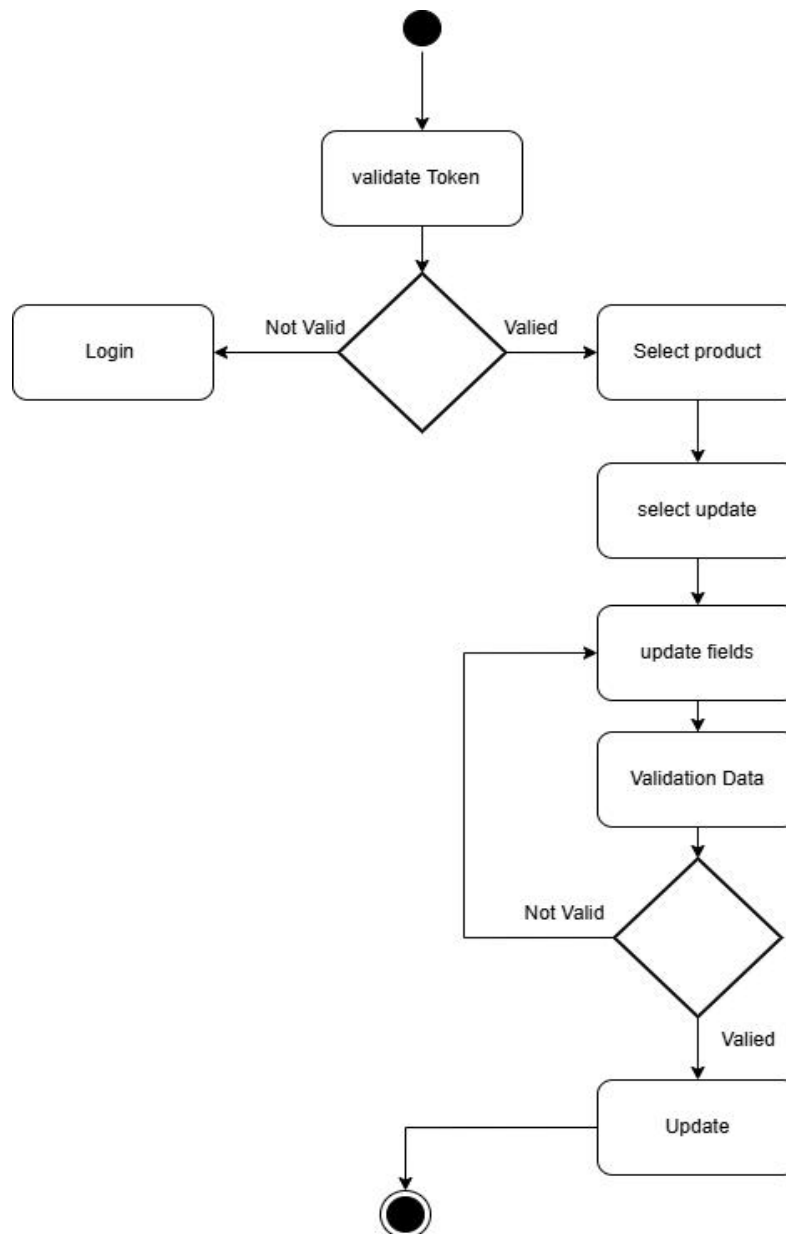 validate Token
Not Valid
Valied
Login
Select product
select update
update fields
Validation Data
Not Valid
Valied
Update